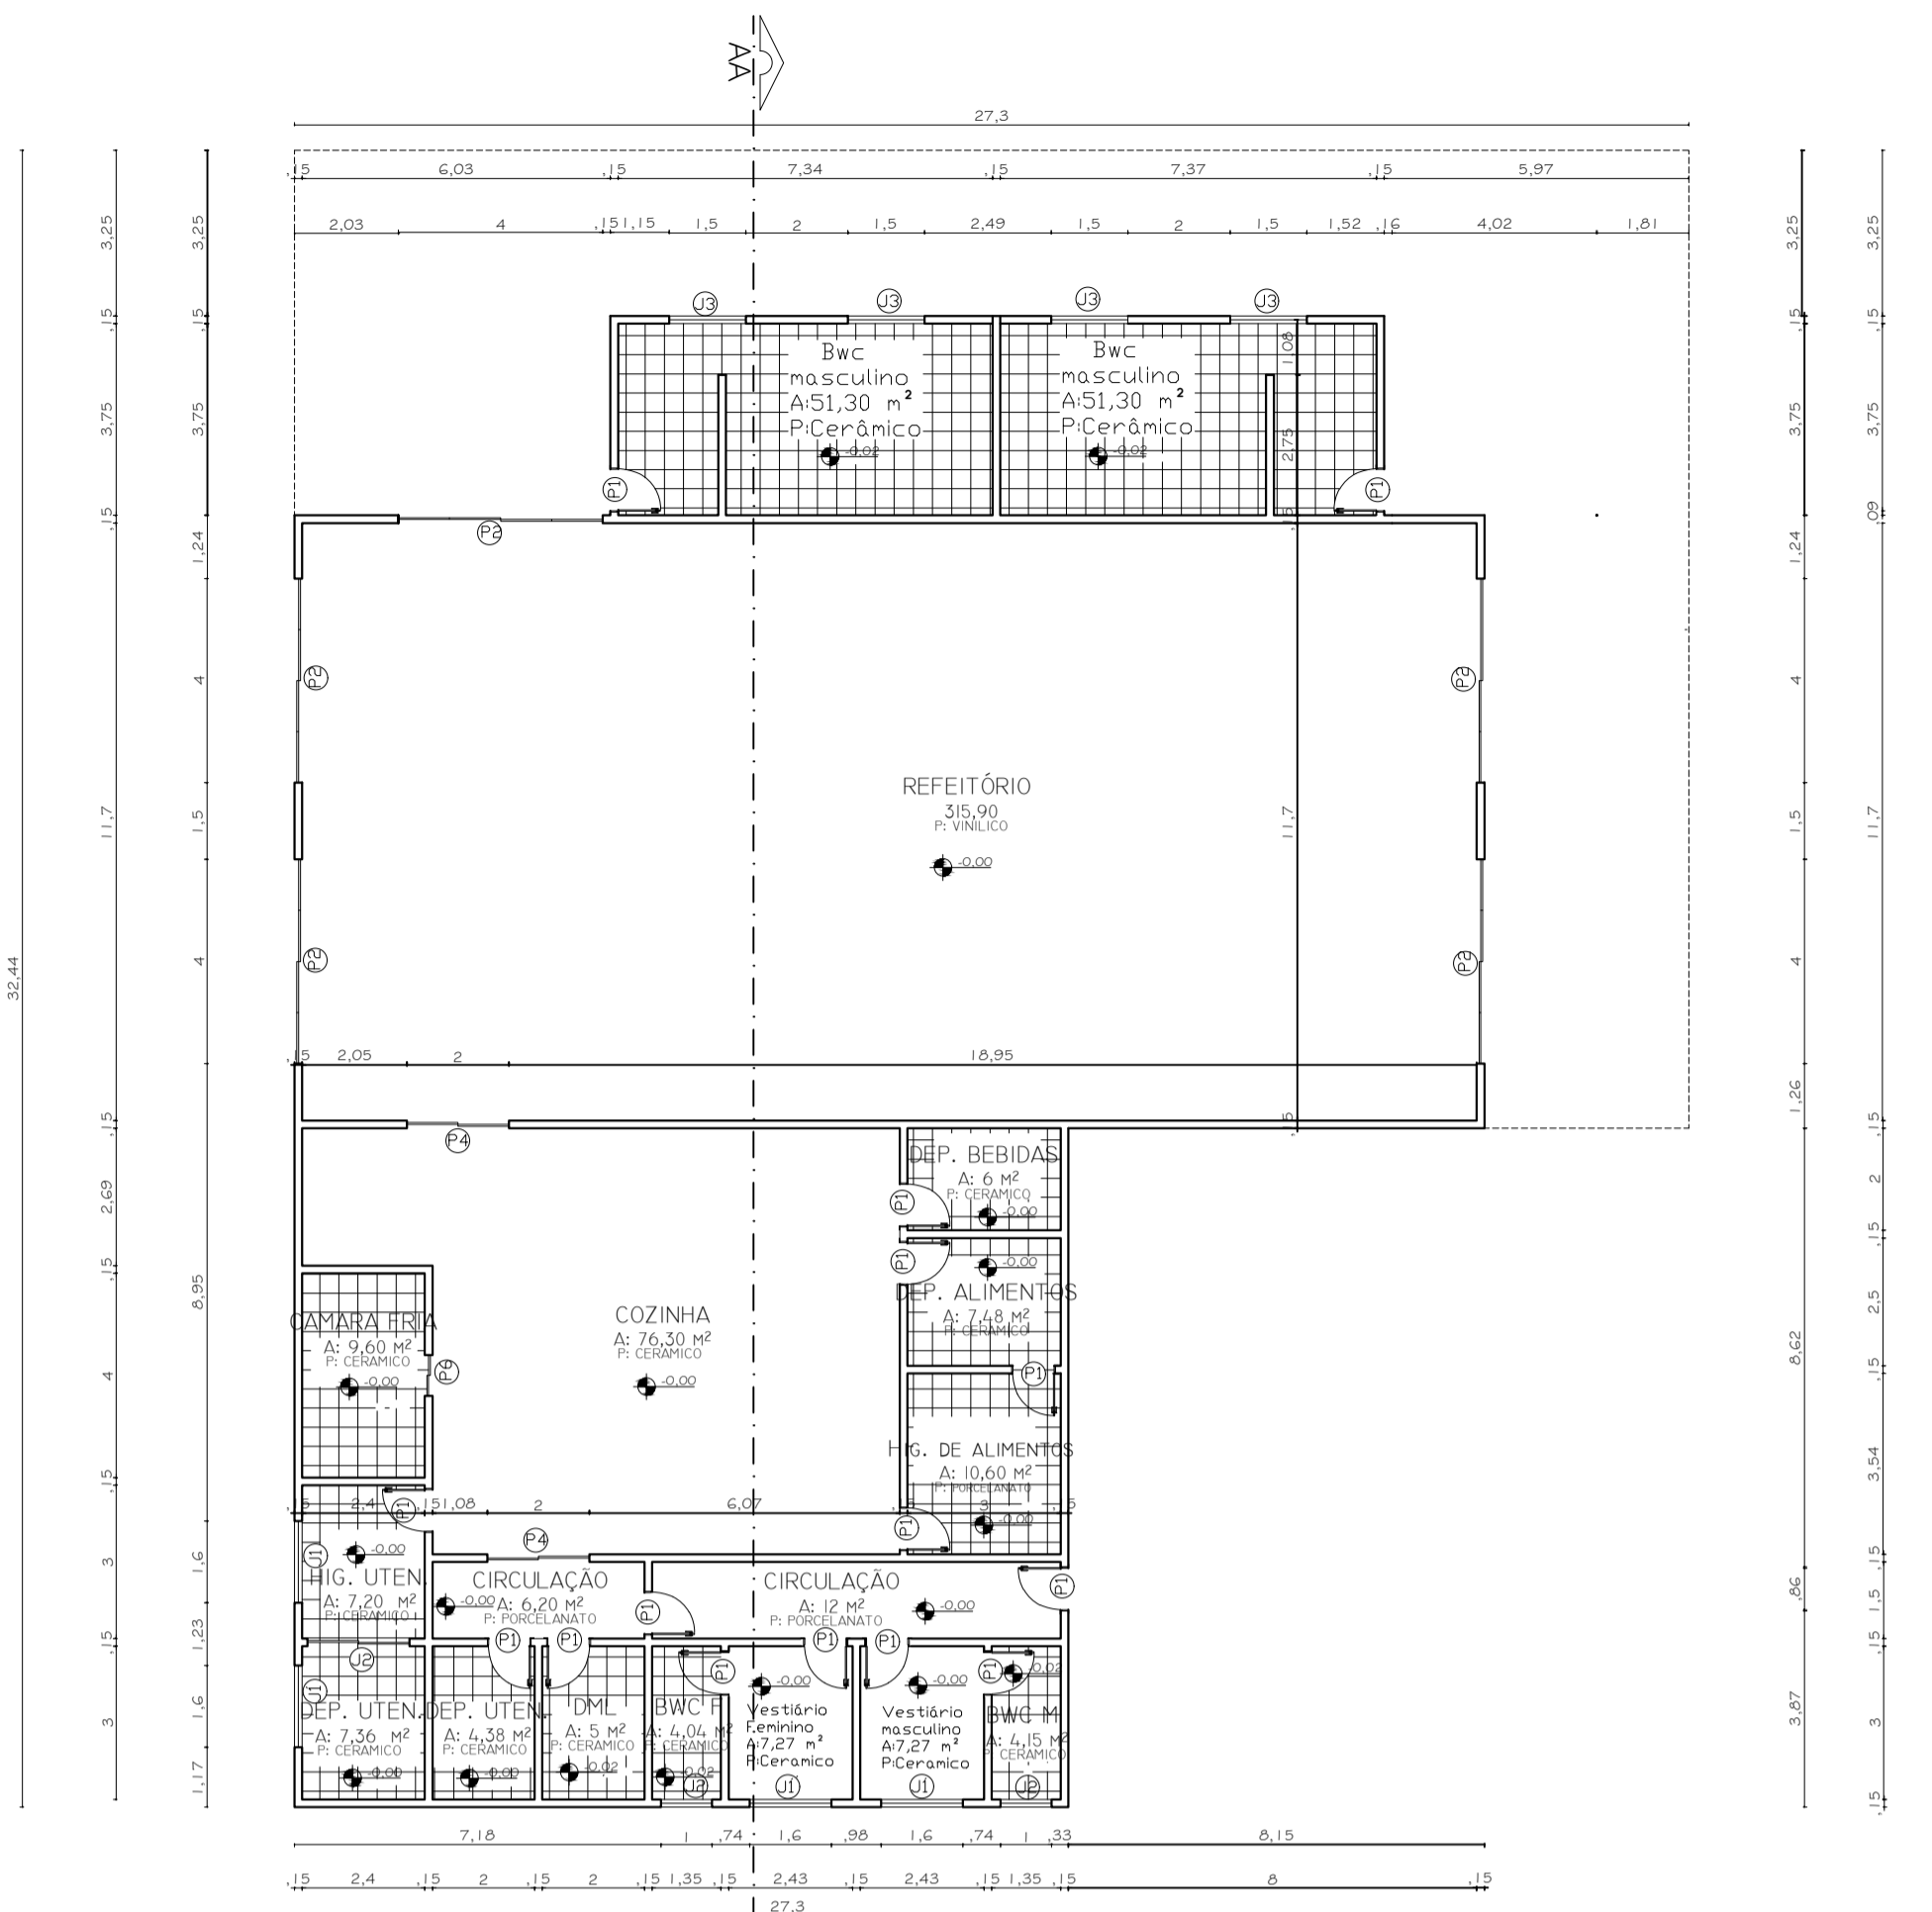 AA
27,3
,15 6,03 ,15 7,34 ,15 7,37 ,15 5,97
2,03 4 ,15 1,15 1,5 2 1,5 2,49 1,5 2 1,5 1,52 ,16 4,02 1,81
J3 J3 J3 J3
Bwc
masculino
A:51,30 m²
P:Cerâmico
-0,02
Bwc
masculino
A:51,30 m²
P:Cerâmico
-0,02
1,08
2,75
,15
11,7
,15
P1 P1
P2
P2 P2
P2 P2
REFEITÓRIO
315,90
P: VINILICO
-0,00
,15 2,05 2 18,95
P4
DEP. BEBIDAS
A: 6 M²
P: CERAMICO
-0,00
P1
P1
-0,00
DEP. ALIMENTOS
A: 7,48 M²
P: CERAMICO
P1
CAMARA FRIA
A: 9,60 M²
P: CERAMICO
-0,00
P6
COZINHA
A: 76,30 M²
P: CERAMICO
-0,00
HIG. DE ALIMENTOS
A: 10,60 M²
P: PORCELANATO
-0,00
P1
,15 2,4 ,15 1,08 2 6,07 ,15 3 ,15
P1
P4
J1
-0,00
HIG. UTEN.
A: 7,20 M²
P: CERAMICO
J2
CIRCULAÇÃO
-0,00
A: 6,20 M²
P: PORCELANATO
P1
CIRCULAÇÃO
A: 12 M²
P: PORCELANATO
-0,00
P1
P1 P1 P1 P1
J1
DEP. UTEN.
A: 7,36 M²
P: CERAMICO
-0,00
DEP. UTEN.
A: 4,38 M²
P: CERAMICO
-0,00
DML
A: 5 M²
P: CERAMICO
-0,02
P1
BWC F
A: 4,04 M²
P: CERAMICO
-0,02
J2
-0,00
Vestiário
Feminino
A:7,27 m²
P:Ceramico
J1
-0,00
Vestiário
masculino
A:7,27 m²
P:Ceramico
J1
P1
-0,02
BWC M
A: 4,15 M²
P: CERAMICO
J2
7,18 1 ,74 1,6 ,98 1,6 ,74 1 ,33 8,15
,15 2,4 ,15 2 ,15 2 ,15 1,35 ,15 2,43 ,15 2,43 ,15 1,35 ,15 8 ,15
27,3
32,44
3,25
,15
3,75
,15
11,7
,15
2,69
,15
4
,15
3
,15
3
3,25
,15
3,75
1,24
4
1,5
4
8,95
1,6
1,23
1,6
1,17
3,25
,15
3,75
1,24
4
1,5
4
1,26
8,62
,86
3,87
3,25
,15
3,75
,09
11,7
,15
2
,15
2,5
,15
3,54
,15
1,5
,15
3
,15